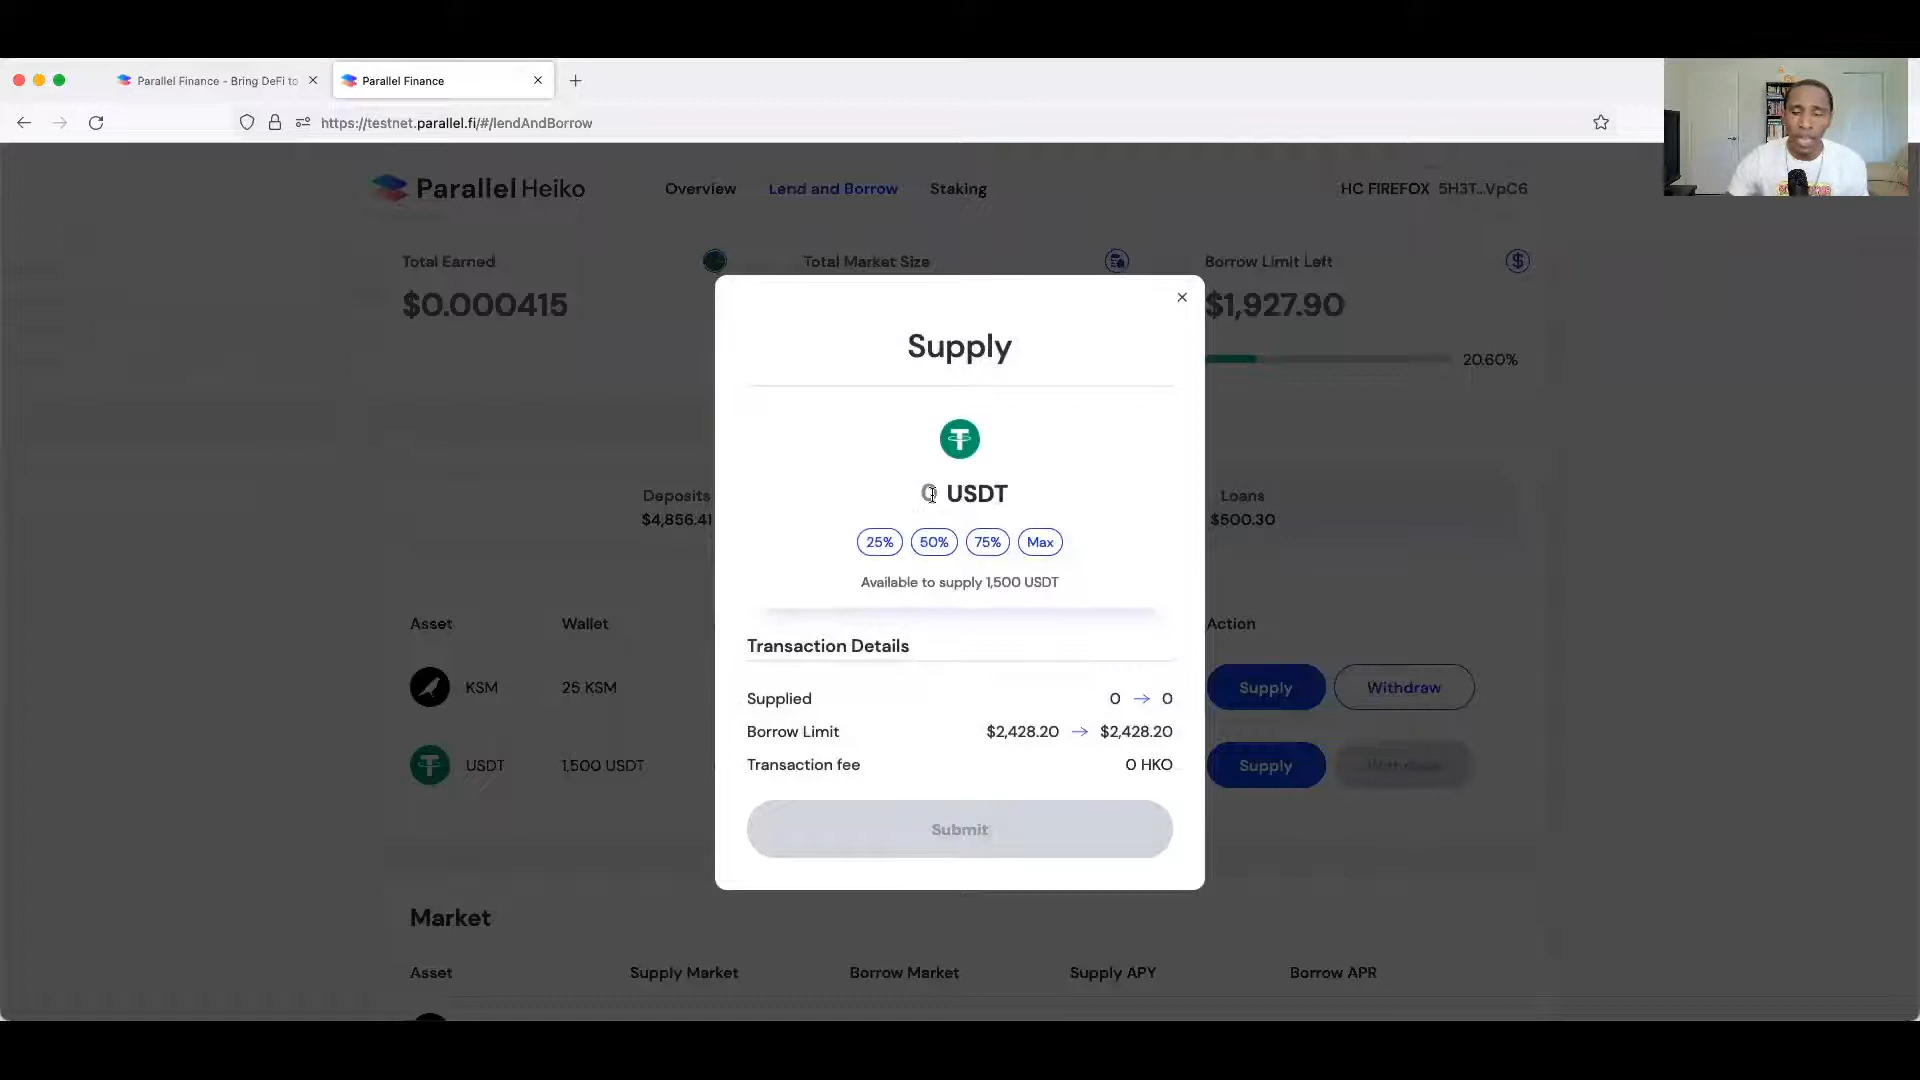 Parallel Finance - Bring DeFi to
Parallel Finance
https://testnet.parallel.fi/#/lendAndBorrow
Parallel Heiko
Overview
Lend and Borrow
Staking
HC FIREFOX 5H3T...VpC6
Total Earned
$0.000415
Total Market Size
Borrow Limit Left
$1,927.90
20.60%
Supply
0 USDT
25%
50%
75%
Max
Available to supply 1,500 USDT
Deposits
$4,856.41
Loans
$500.30
Transaction Details
Supplied 0 → 0
Borrow Limit $2,428.20 → $2,428.20
Transaction fee 0 HKO
Submit
Asset
Wallet
Action
KSM
25 KSM
Supply
Withdraw
USDT
1,500 USDT
Supply
Withdraw
Market
Asset
Supply Market
Borrow Market
Supply APY
Borrow APR